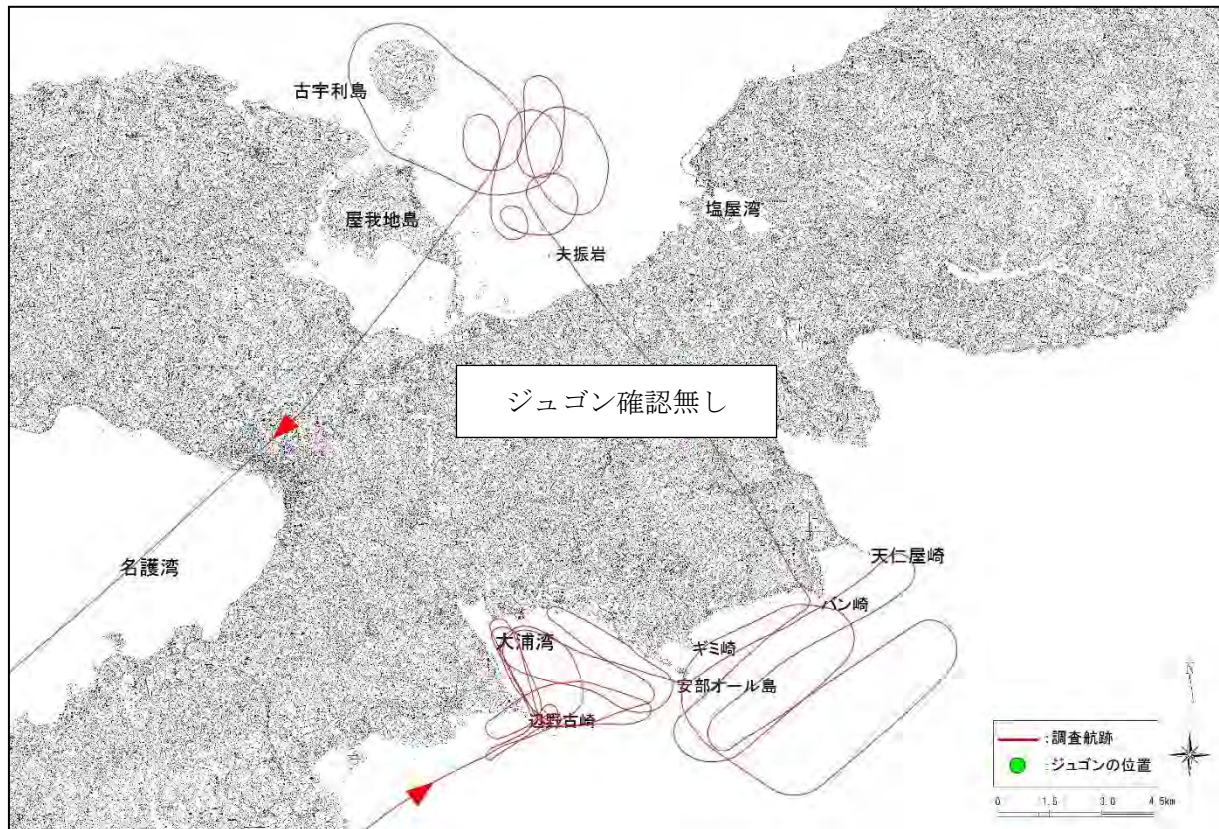 古宇利島
屋我地島
塩屋湾
夫振岩
ジュゴン確認無し
名護湾
天仁屋崎
バン崎
大浦湾
ギミ崎
安部オール島
辺野古崎
N
:調査航跡
:ジュゴンの位置
0 1.5 3.0 4.5km